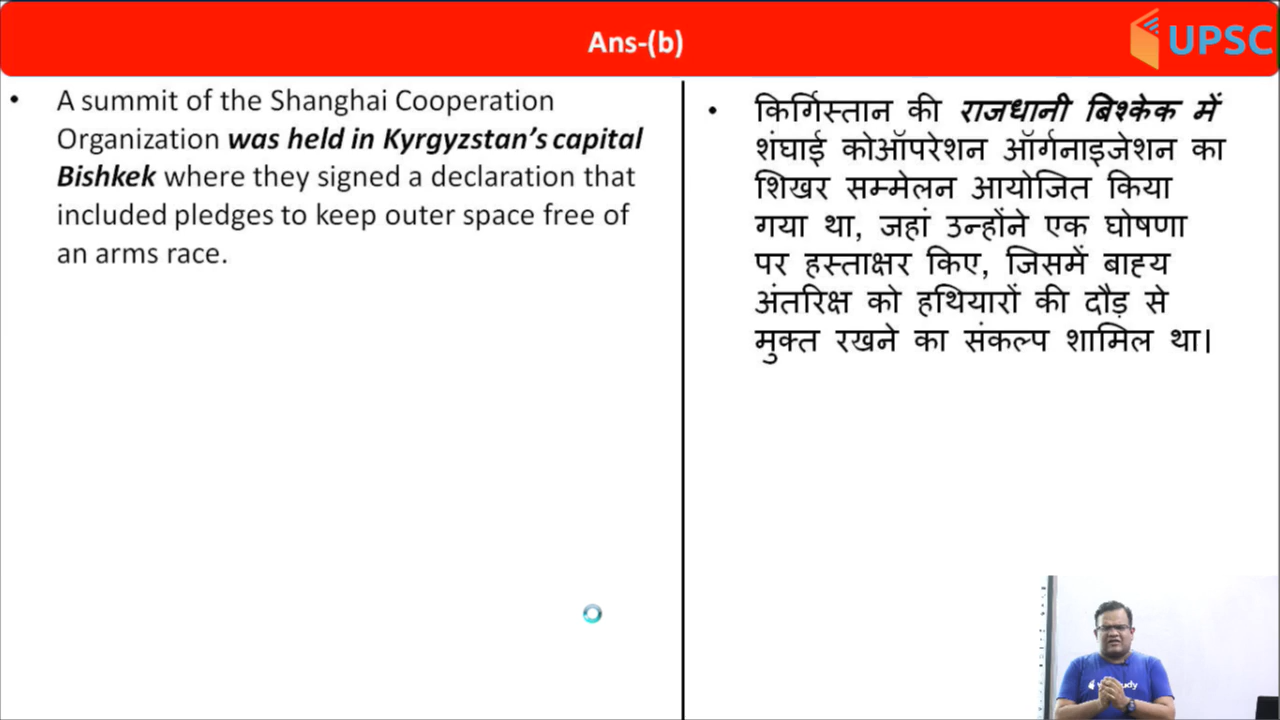 Ans-(b)
UPSC
• A summit of the Shanghai Cooperation
Organization was held in Kyrgyzstan’s capital
Bishkek where they signed a declaration that
included pledges to keep outer space free of
an arms race.
• किर्गिस्तान की राजधानी बिश्केक में
शंघाई कोऑपरेशन ऑर्गनाइजेशन का
शिखर सम्मेलन आयोजित किया
गया था, जहां उन्होंने एक घोषणा
पर हस्ताक्षर किए, जिसमें बाह्य
अंतरिक्ष को हथियारों की दौड़ से
मुक्त रखने का संकल्प शामिल था।